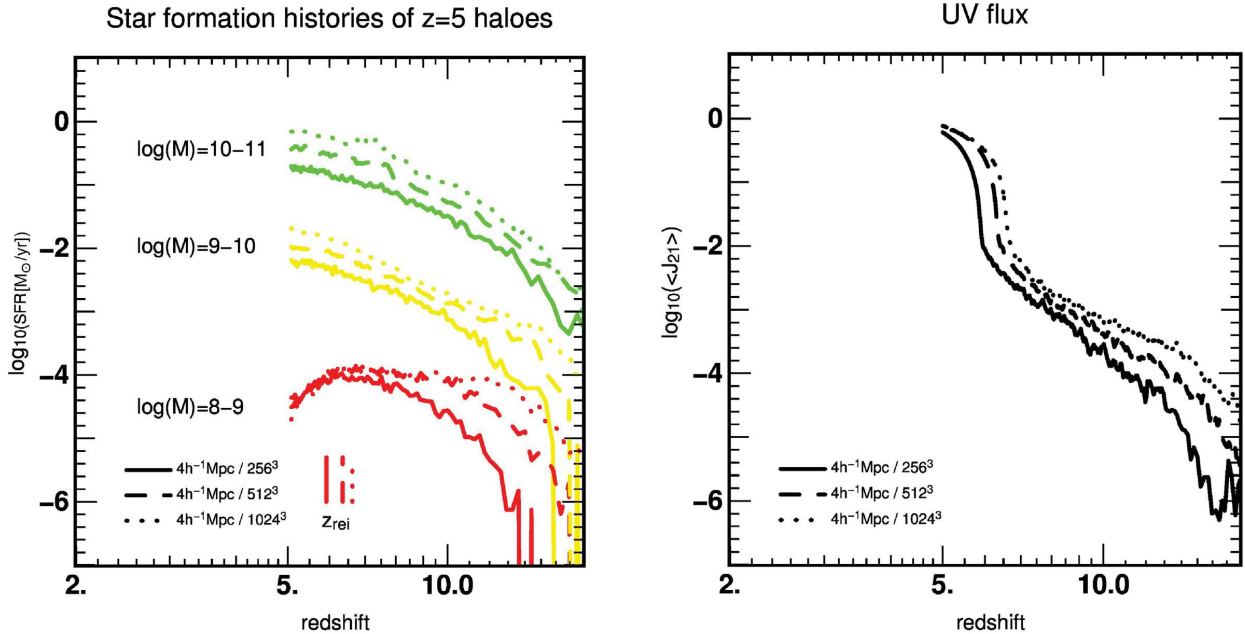 Star formation histories of z=5 haloes
0
−2
−4
−6
log₁₀(SFR[M⊙/yr])
log(M)=10−11
log(M)=9−10
log(M)=8−9
4h⁻¹Mpc / 256³
4h⁻¹Mpc / 512³
4h⁻¹Mpc / 1024³
zrei
2.
5.
10.0
redshift
UV flux
0
−2
−4
−6
log₁₀(<J₂₁>)
4h⁻¹Mpc / 256³
4h⁻¹Mpc / 512³
4h⁻¹Mpc / 1024³
2.
5.
10.0
redshift